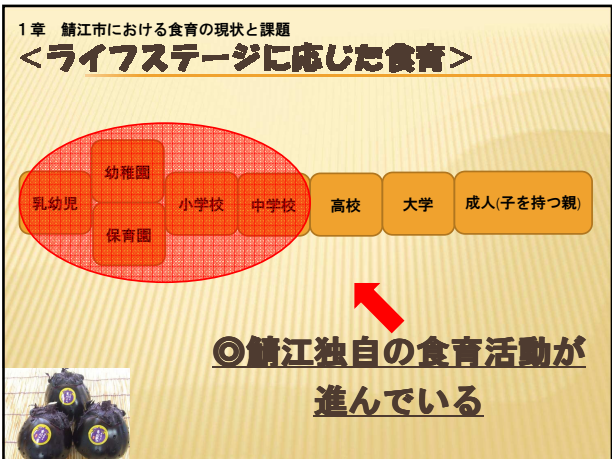 １章　鯖江市における食育の現状と課題
＜ライフステージに応じた食育＞
乳幼児
幼稚園
保育園
小学校
中学校
高校
大学
成人(子を持つ親)
◎鯖江独自の食育活動が
進んでいる